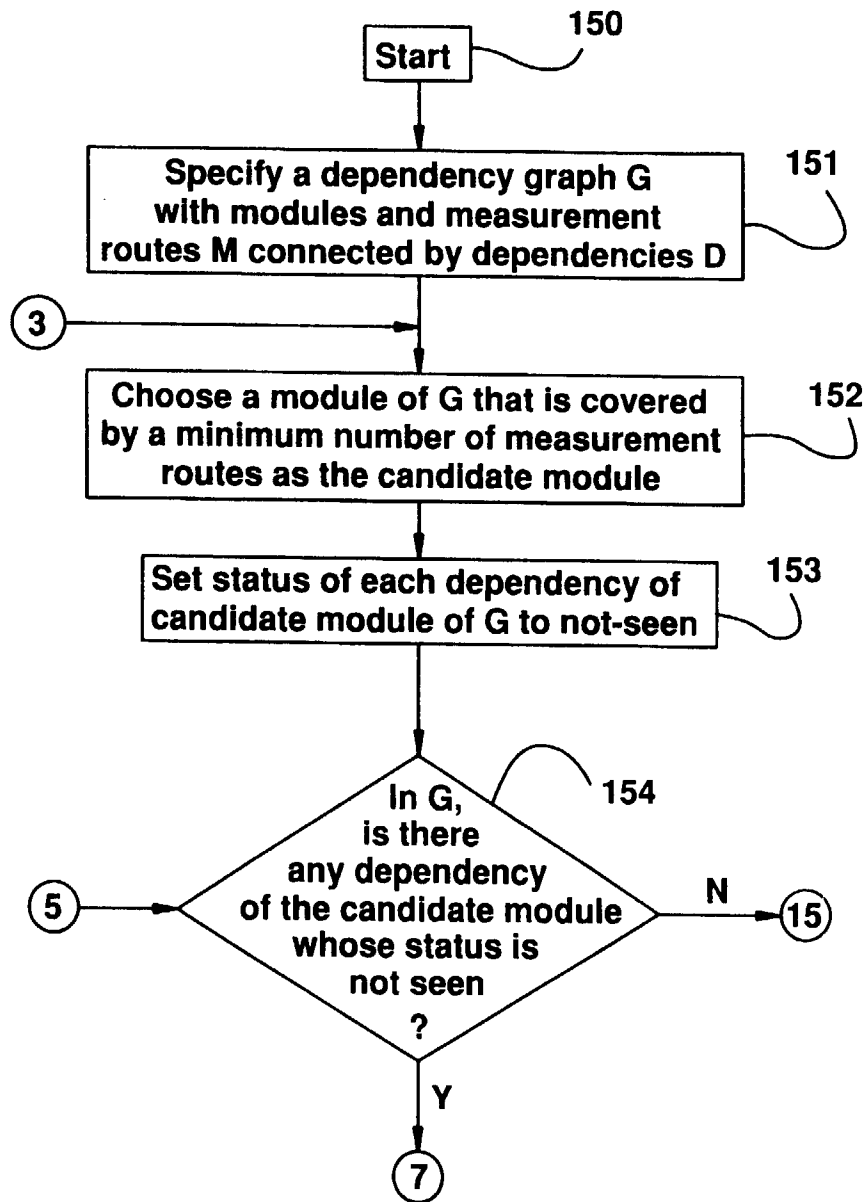 150
Start
151
Specify a dependency graph G
with modules and measurement
routes M connected by dependencies D
3
152
Choose a module of G that is covered
by a minimum number of measurement
routes as the candidate module
153
Set status of each dependency of
candidate module of G to not-seen
154
In G,
is there
any dependency
of the candidate module
whose status is
not seen
?
5
N
15
Y
7